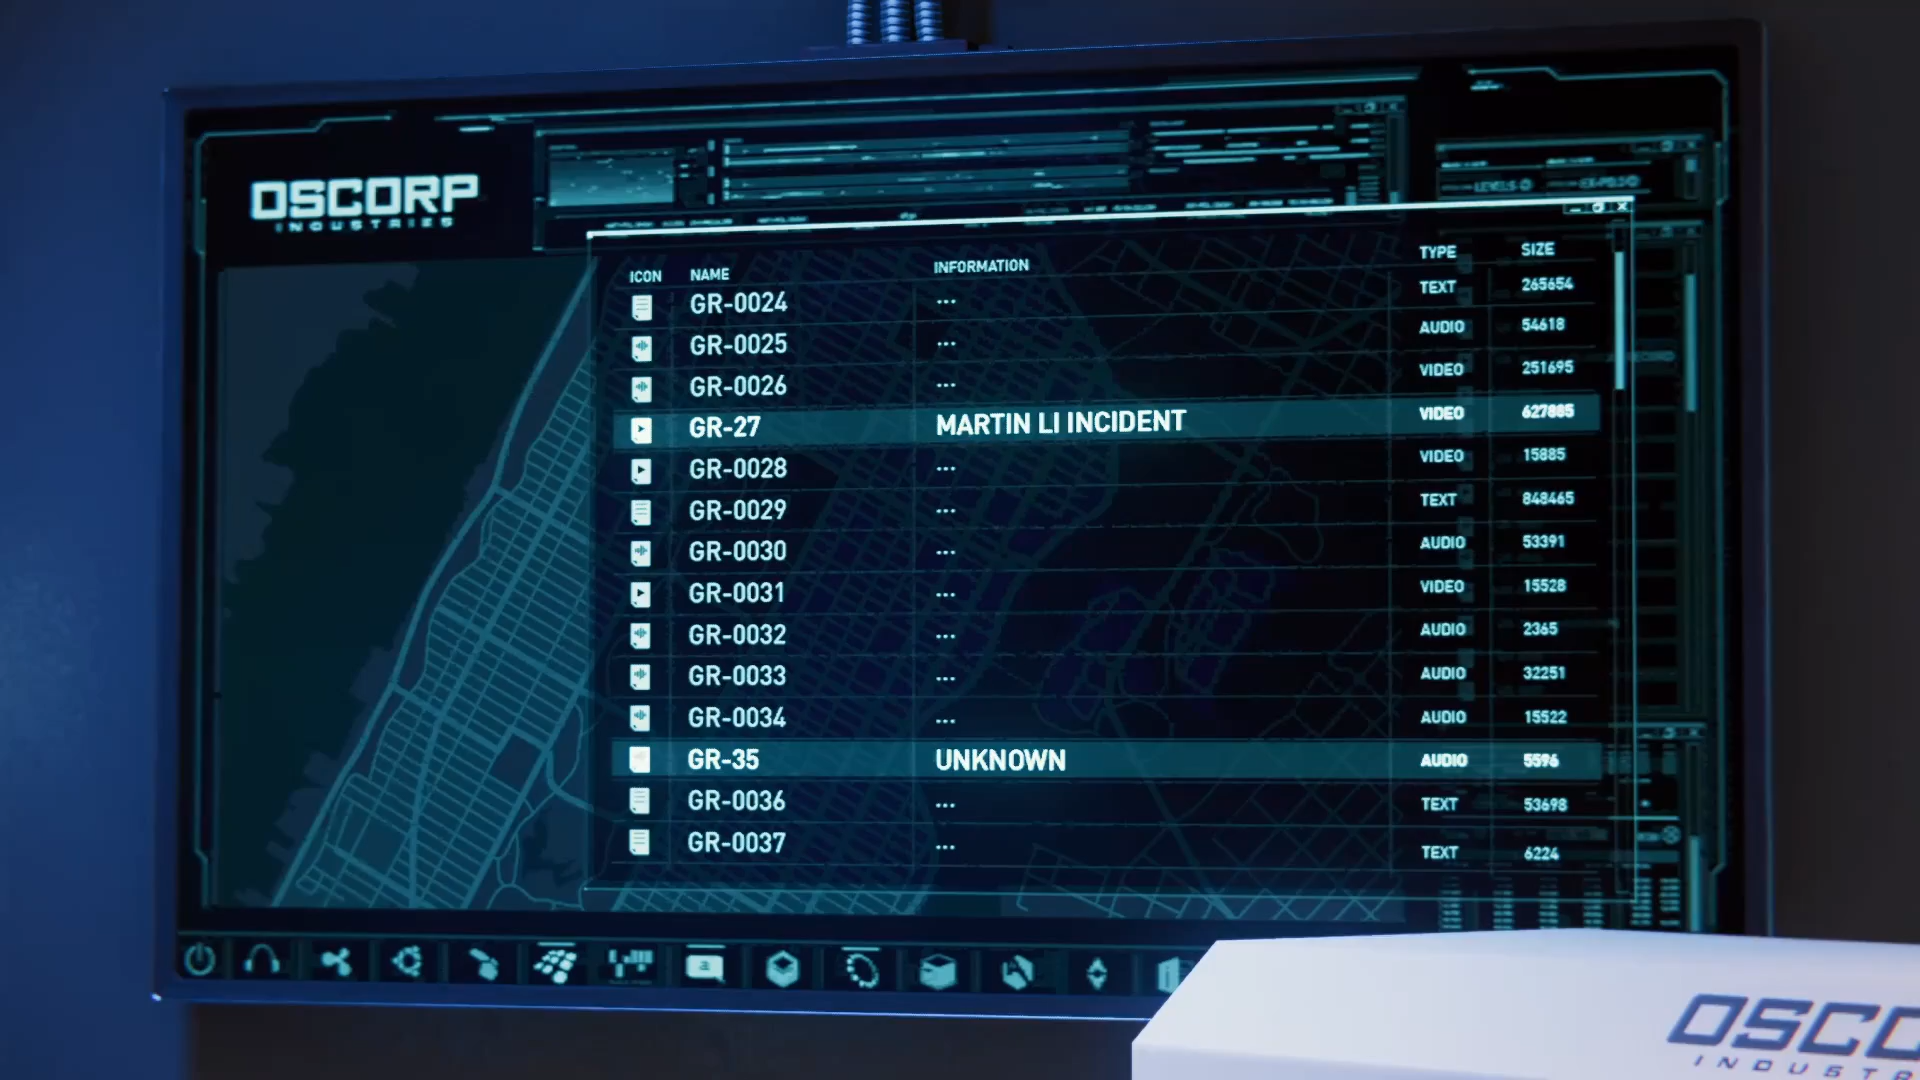 OSCORP
INDUSTRIES
ICON NAME INFORMATION TYPE SIZE
GR-0024 ... TEXT 265654
GR-0025 ... AUDIO 54618
GR-0026 ... VIDEO 251695
GR-27 MARTIN LI INCIDENT VIDEO 627885
GR-0028 ... VIDEO 15885
GR-0029 ... TEXT 848465
GR-0030 ... AUDIO 53391
GR-0031 ... VIDEO 15528
GR-0032 ... AUDIO 2365
GR-0033 ... AUDIO 32251
GR-0034 ... AUDIO 15522
GR-35 UNKNOWN AUDIO 5596
GR-0036 ... TEXT 53698
GR-0037 ... TEXT 6224
a
OSCO
INDUSTR